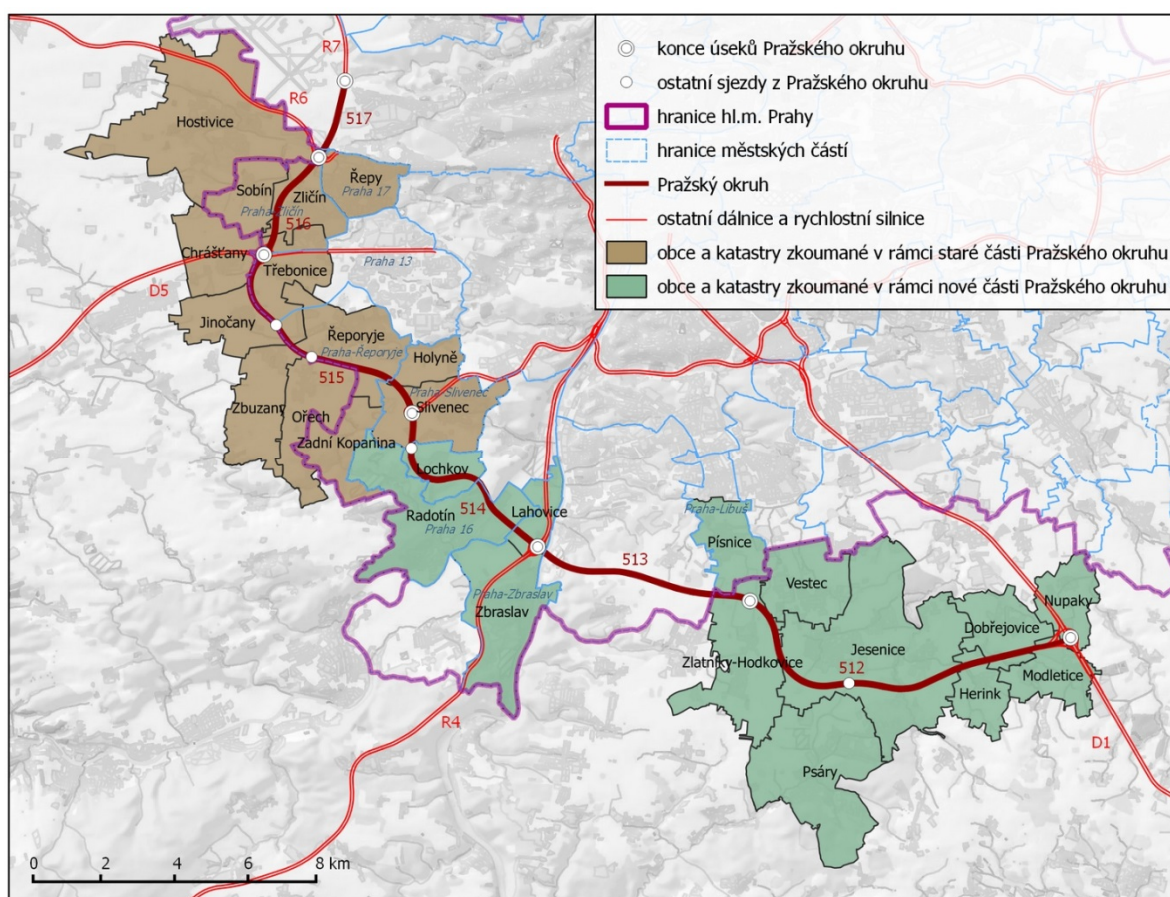 konce úseků Pražského okruhu
ostatní sjezdy z Pražského okruhu
hranice hl.m. Prahy
hranice městských částí
Pražský okruh
ostatní dálnice a rychlostní silnice
obce a katastry zkoumané v rámci staré části Pražského okruhu
obce a katastry zkoumané v rámci nové části Pražského okruhu
R7
R6
517
Hostivice
Řepy
Praha 17
Sobín
Zličín
Praha-Zličín
516
Chrášťany
Třebonice
Praha 13
D5
Jinočany
Řeporyje
Praha-Řeporyje
Holyně
515
Praha-Slivenec
Slivenec
Zbuzany
Ořech
Zadní Kopanina
Lochkov
514
Radotín
Praha 16
Lahovice
Praha-Libuš
Písnice
513
Vestec
Nupaky
Praha-Zbraslav
Zbraslav
Dobřejovice
Jesenice
Zlatníky-Hodkovice
512
Herink
Modletice
R4
D1
Psáry
0 2 4 6 8 km